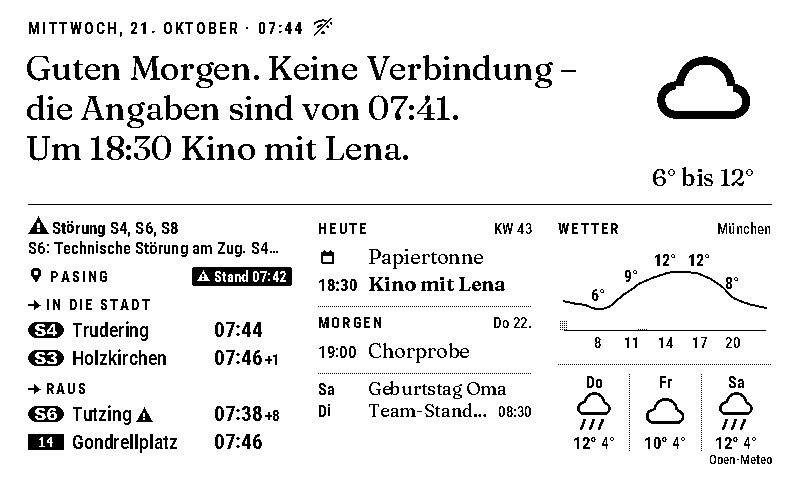 MITTWOCH, 21. OKTOBER · 07:44
Guten Morgen. Keine Verbindung –
die Angaben sind von 07:41.
Um 18:30 Kino mit Lena.
6° bis 12°
Störung S4, S6, S8
S6: Technische Störung am Zug. S4...
PASING
Stand 07:42
IN DIE STADT
S4 Trudering 07:44
S3 Holzkirchen 07:46 +1
RAUS
S6 Tutzing 07:38 +8
14 Gondrellplatz 07:46
HEUTE KW 43
Papiertonne
18:30 Kino mit Lena
MORGEN Do 22.
19:00 Chorprobe
Sa Geburtstag Oma
Di Team-Stand... 08:30
WETTER München
6° 9° 12° 12° 8°
8 11 14 17 20
Do Fr Sa
12° 4° 10° 4° 12° 4°
Open-Meteo